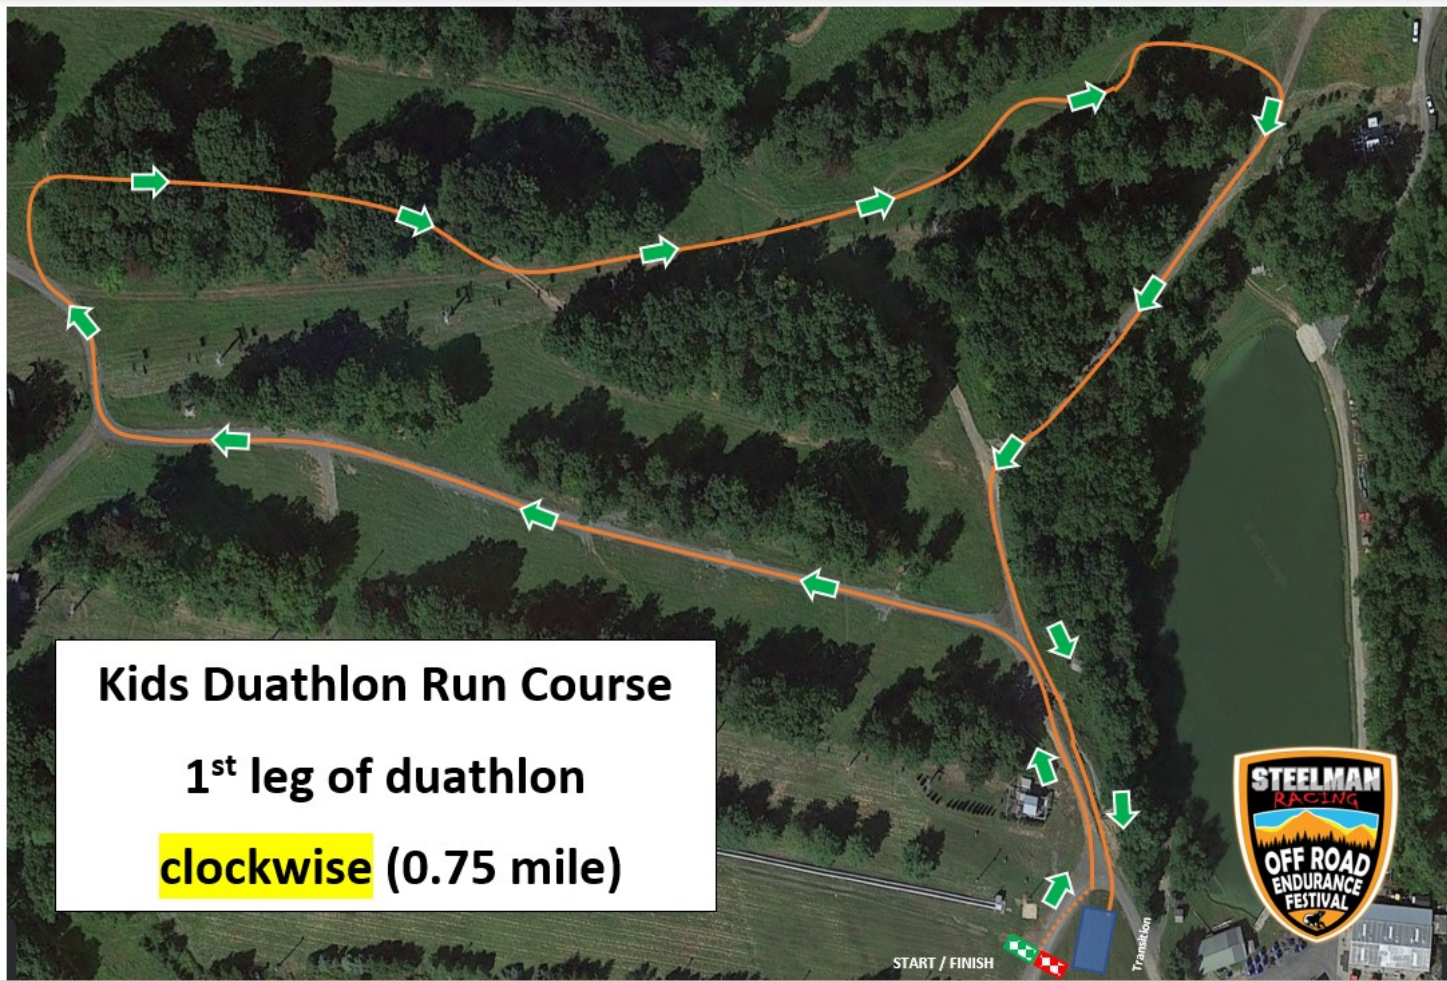 Kids Duathlon Run Course
1st leg of duathlon
clockwise (0.75 mile)
STEELMAN
RACING
OFF ROAD
ENDURANCE
FESTIVAL
START / FINISH
Transition